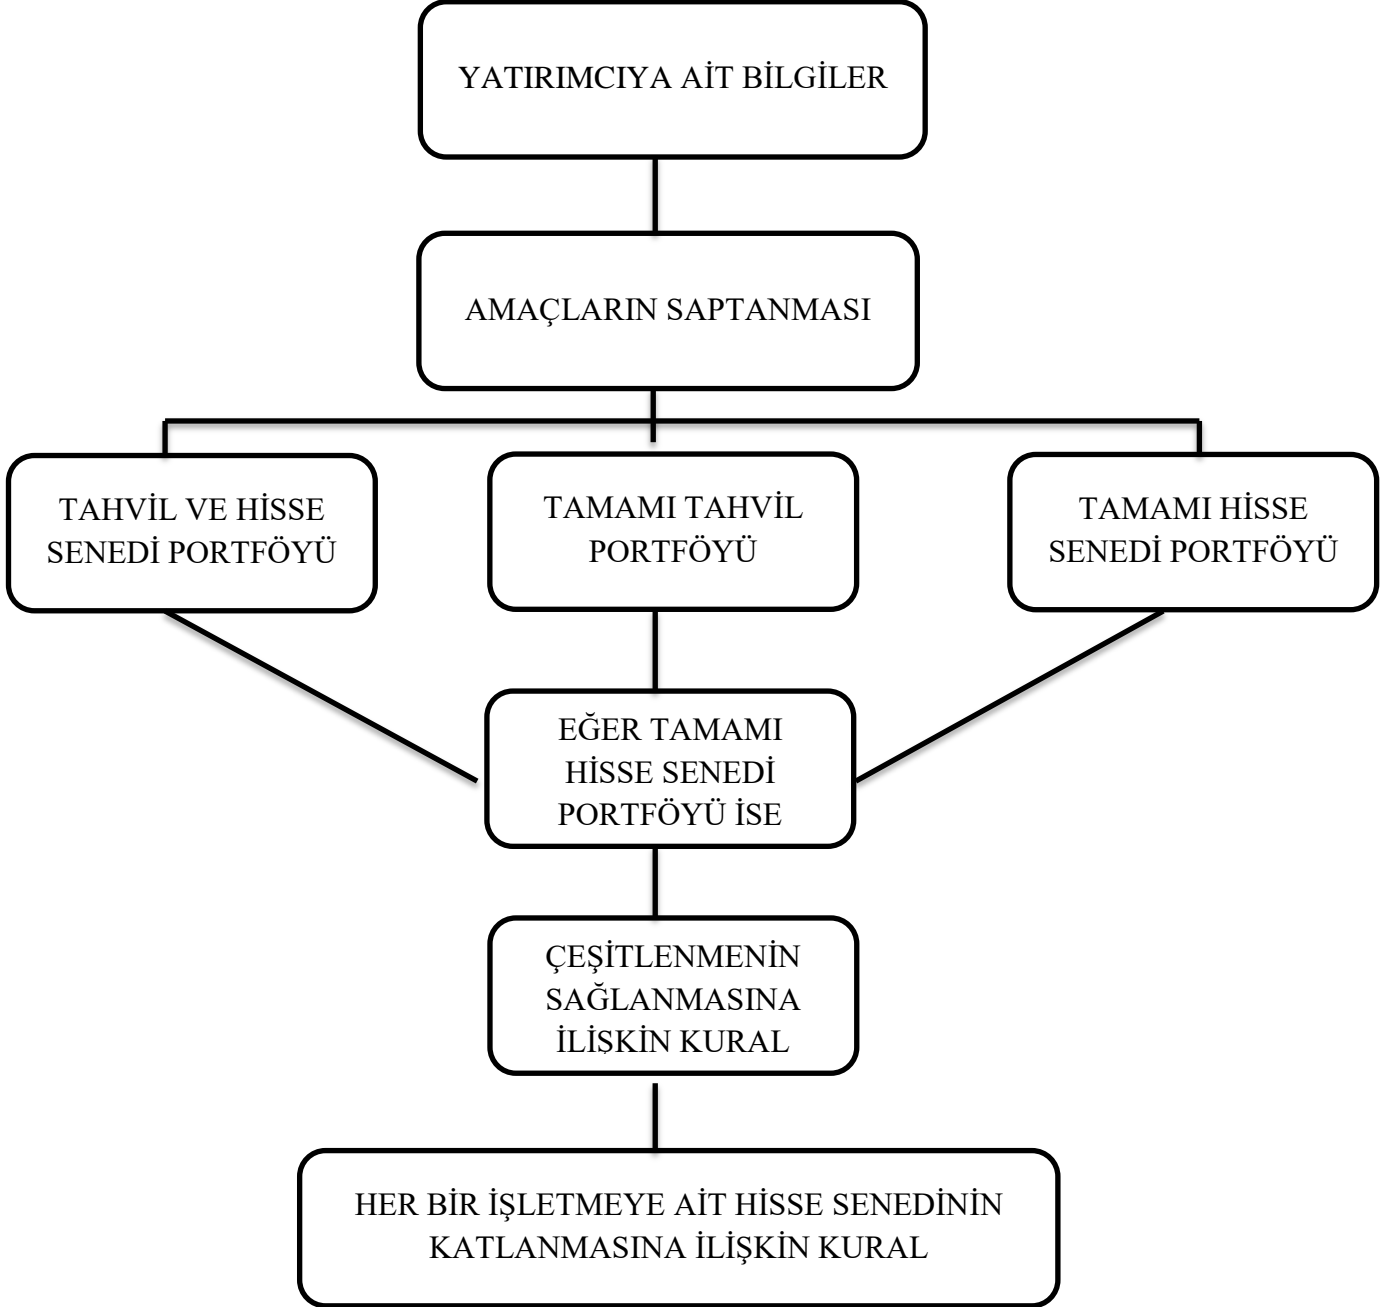 YATIRIMCIYA AİT BİLGİLER
AMAÇLARIN SAPTANMASI
TAHVİL VE HİSSE
SENEDİ PORTFÖYÜ
TAMAMI TAHVİL
PORTFÖYÜ
TAMAMI HİSSE
SENEDİ PORTFÖYÜ
EĞER TAMAMI
HİSSE SENEDİ
PORTFÖYÜ İSE
ÇEŞİTLENMENİN
SAĞLANMASINA
İLİŞKİN KURAL
HER BİR İŞLETMEYE AİT HİSSE SENEDİNİN
KATLANMASINA İLİŞKİN KURAL